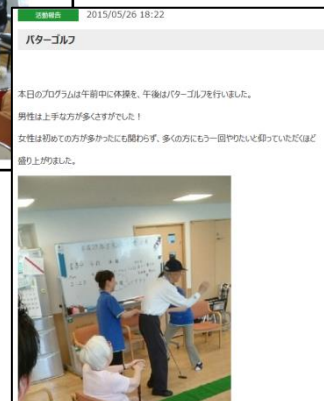 活動報告 2015/05/26 18:22
パターゴルフ
本日のプログラムは午前中に体操を、午後はパターゴルフを行いました。
男性は上手な方が多くさすがでした！
女性は初めての方が多かったにも関わらず、多くの方にもう一回やりたいと仰っていただくほど
盛り上がりました。